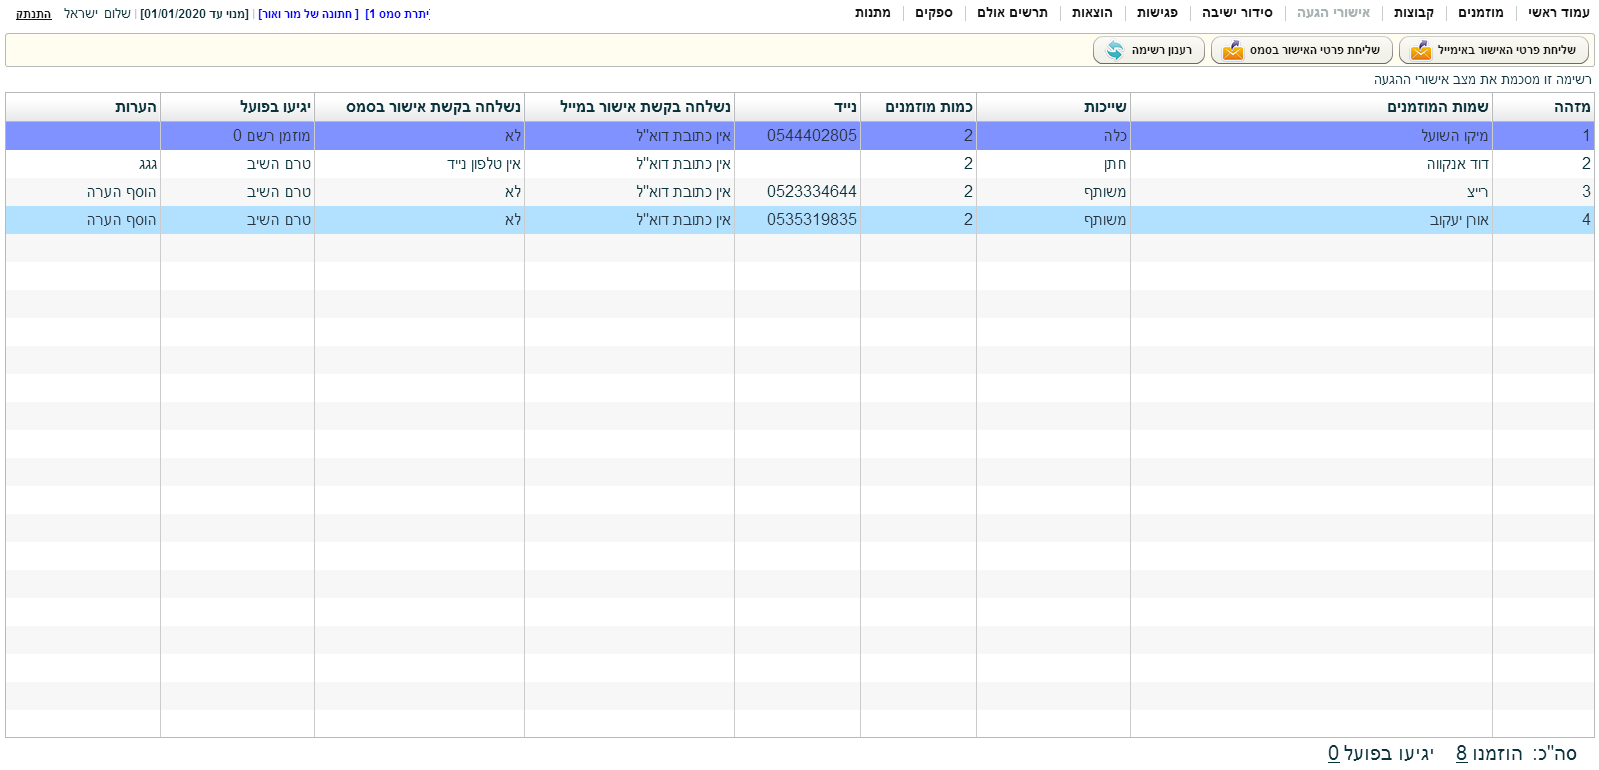 עמוד ראשי | מוזמנים | קבוצות | אישורי הגעה | סידור ישיבה | פגישות | הוצאות | תרשים אולם | ספקים | מתנות
יתרת סמס 1] [ חתונה של מור ואור] | [מנוי עד 01/01/2020] | שלום ישראל התנתק
שליחת פרטי האישור באימייל שליחת פרטי האישור בסמס רענון רשימה
רשימה זו מסכמת את מצב אישורי ההגעה
מזהה שמות המוזמנים שייכות כמות מוזמנים נייד נשלחה בקשת אישור במייל נשלחה בקשת אישור בסמס יגיעו בפועל הערות
1 מיקו השועל כלה 2 0544402805 אין כתובת דוא"ל לא מוזמן רשם 0
2 דוד אנקווה חתן 2 אין כתובת דוא"ל אין טלפון נייד טרם השיב גגג
3 רייצ משותף 2 0523334644 אין כתובת דוא"ל לא טרם השיב הוסף הערה
4 אורן יעקוב משותף 2 0535319835 אין כתובת דוא"ל לא טרם השיב הוסף הערה
סה"כ: הוזמנו 8 יגיעו בפועל 0